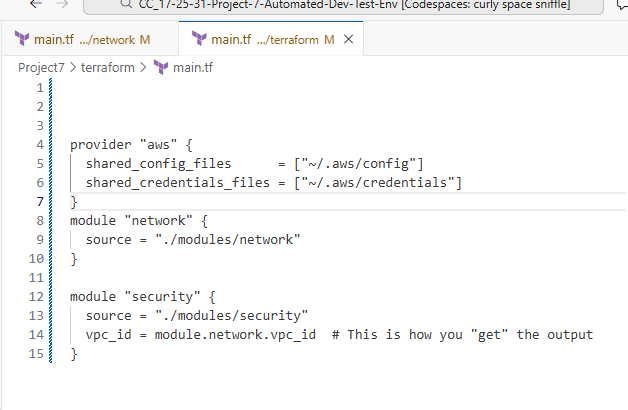 CC_17-25-31-Project-7-Automated-Dev-Test-Env [Codespaces: curly space sniffle]
main.tf .../network M
main.tf .../terraform M
Project7 > terraform > main.tf
1
2
3
4 provider "aws" {
5 shared_config_files = ["~/.aws/config"]
6 shared_credentials_files = ["~/.aws/credentials"]
7 }
8 module "network" {
9 source = "./modules/network"
10 }
11
12 module "security" {
13 source = "./modules/security"
14 vpc_id = module.network.vpc_id # This is how you "get" the output
15 }